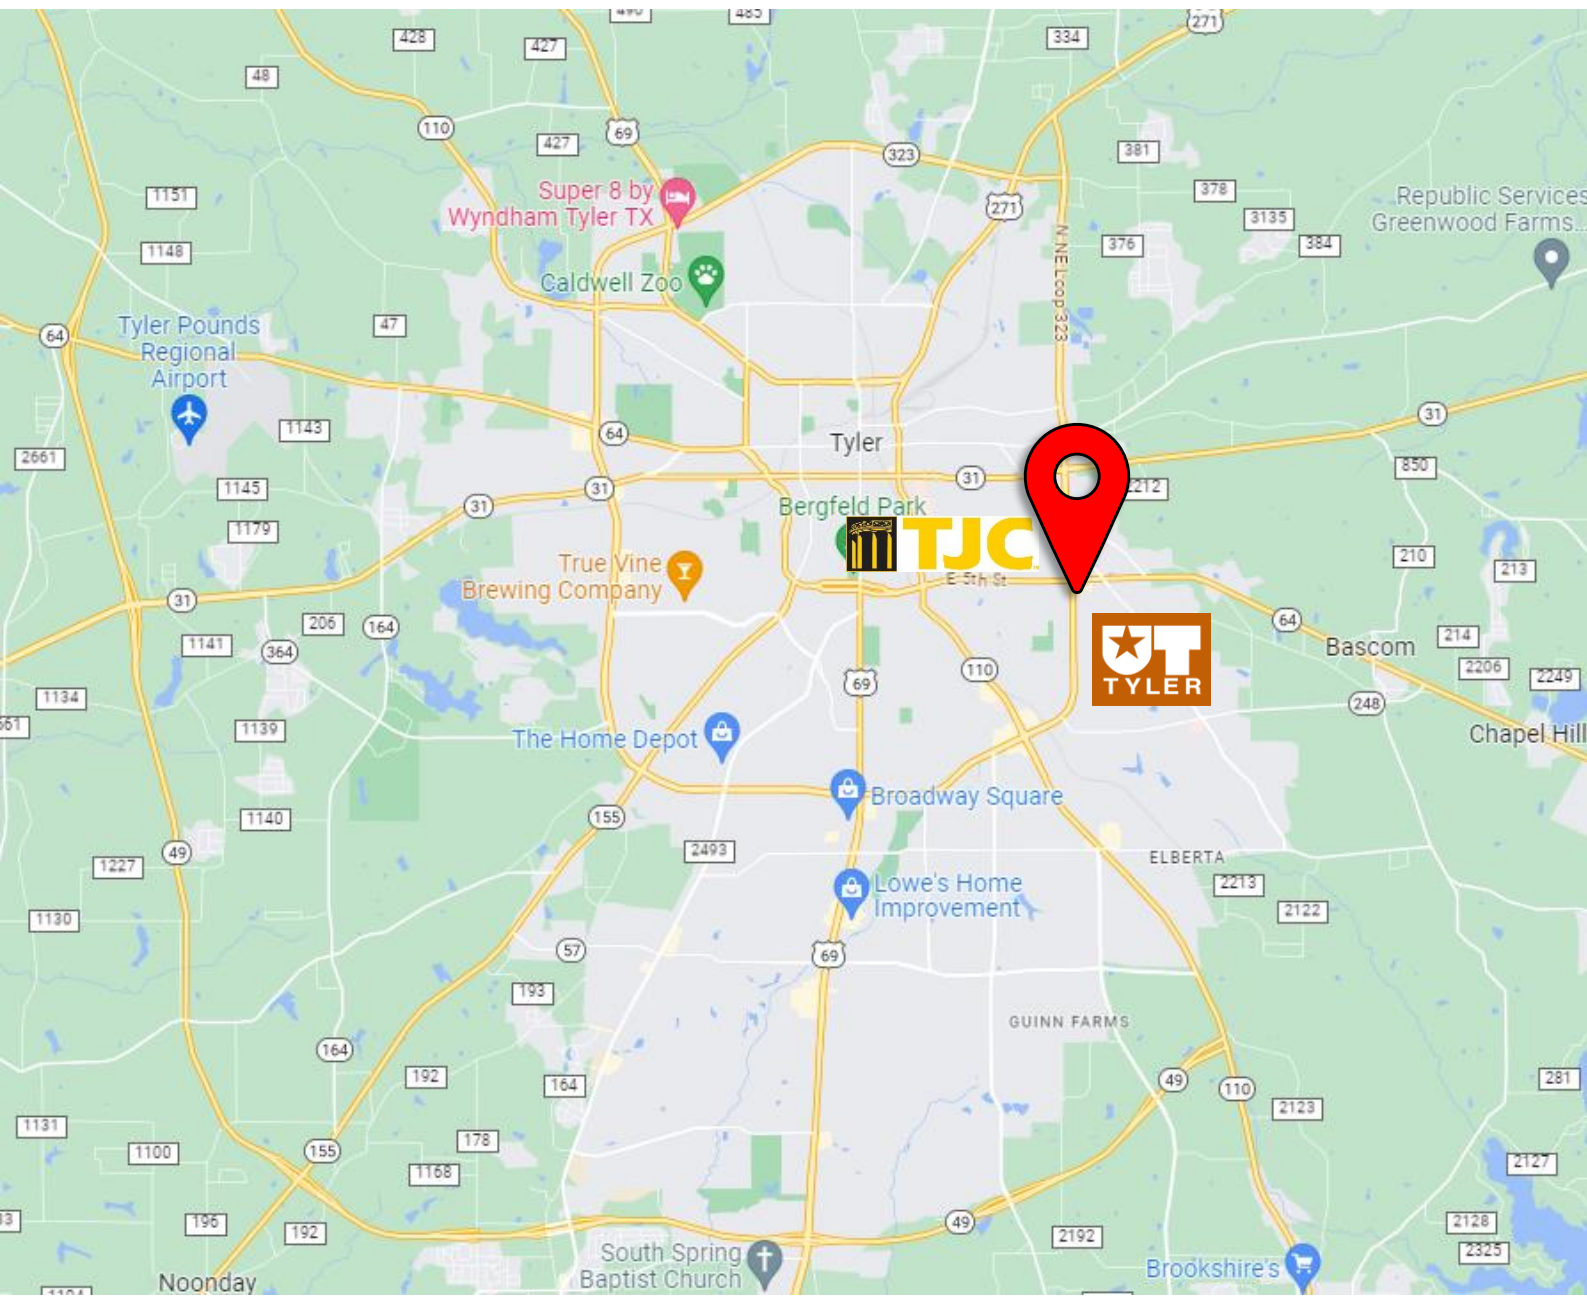 490
485
271
428
427
334
48
110
69
427
323
381
1151
Super 8 by
Wyndham Tyler TX
378
Republic Services
Greenwood Farms...
271
3135
1148
376
384
Caldwell Zoo
N NE Loop 323
47
64
Tyler Pounds
Regional
Airport
31
1143
64
Tyler
2661
850
31
2212
1145
31
31
Bergfeld Park
1179
TJC
210
213
True Vine
Brewing Company
E 5th St
31
206
164
64
214
1141
364
Bascom
UT
TYLER
110
2206
2249
69
1134
248
1139
The Home Depot
Chapel Hill
Broadway Square
1140
155
49
2493
ELBERTA
1227
Lowe's Home
Improvement
2213
2122
1130
57
69
193
GUINN FARMS
164
192
164
49
110
281
2123
1131
178
1100
155
1168
2127
196
192
49
2192
2128
2325
South Spring
Baptist Church
Brookshire's
Noonday